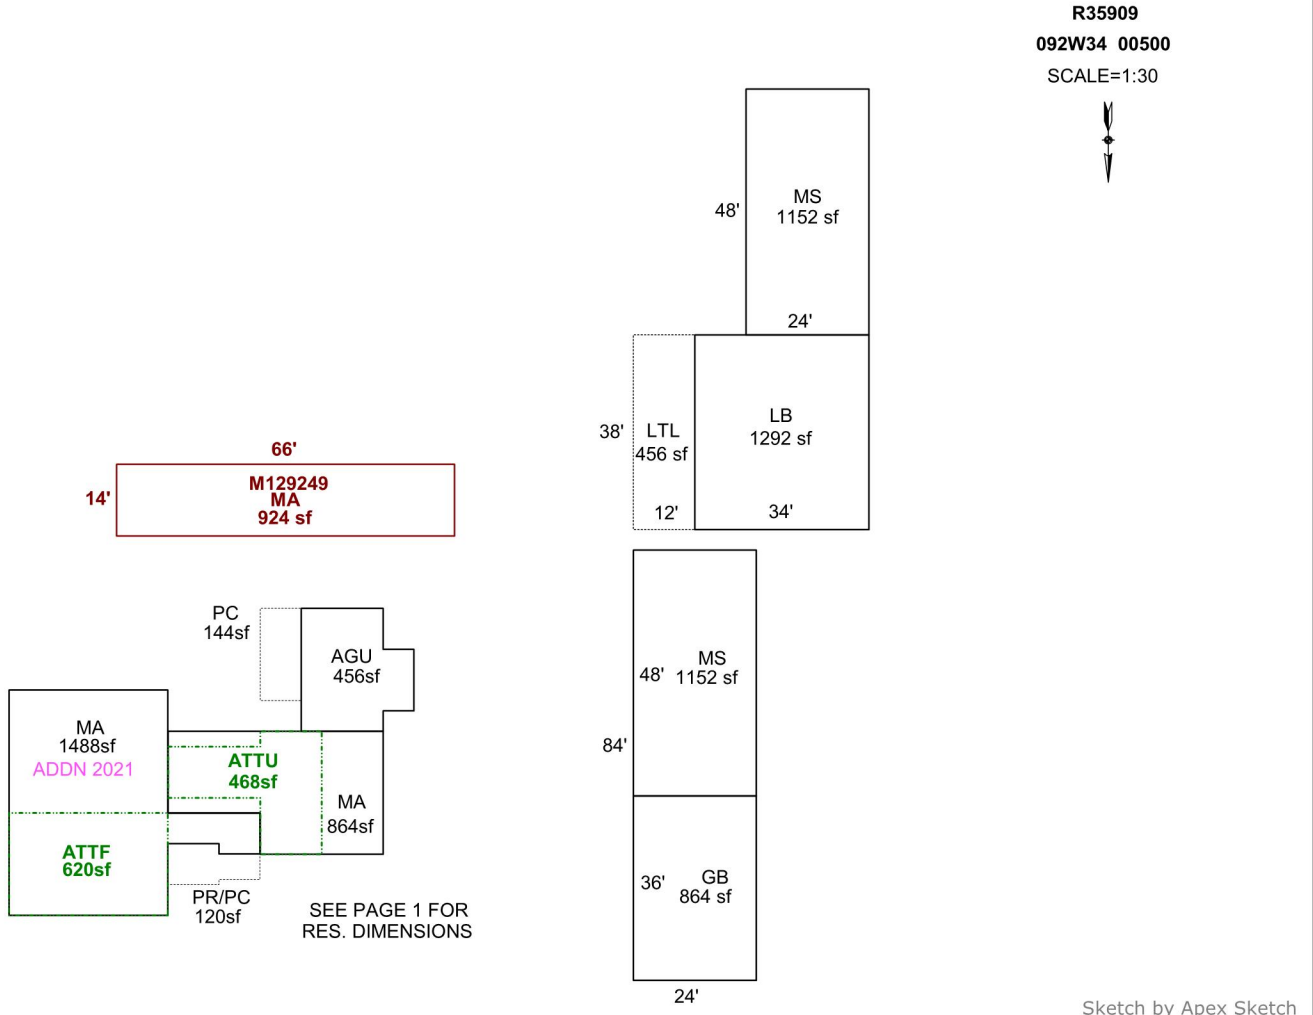 R35909
092W34 00500
SCALE=1:30
MS
1152 sf
48'
24'
38'
LTL
456 sf
12'
LB
1292 sf
34'
66'
14'
M129249
MA
924 sf
PC
144sf
AGU
456sf
MA
1488sf
ADDN 2021
ATTU
468sf
MA
864sf
ATTF
620sf
PR/PC
120sf
SEE PAGE 1 FOR
RES. DIMENSIONS
48'
MS
1152 sf
84'
36'
GB
864 sf
24'
Sketch by Apex Sketch